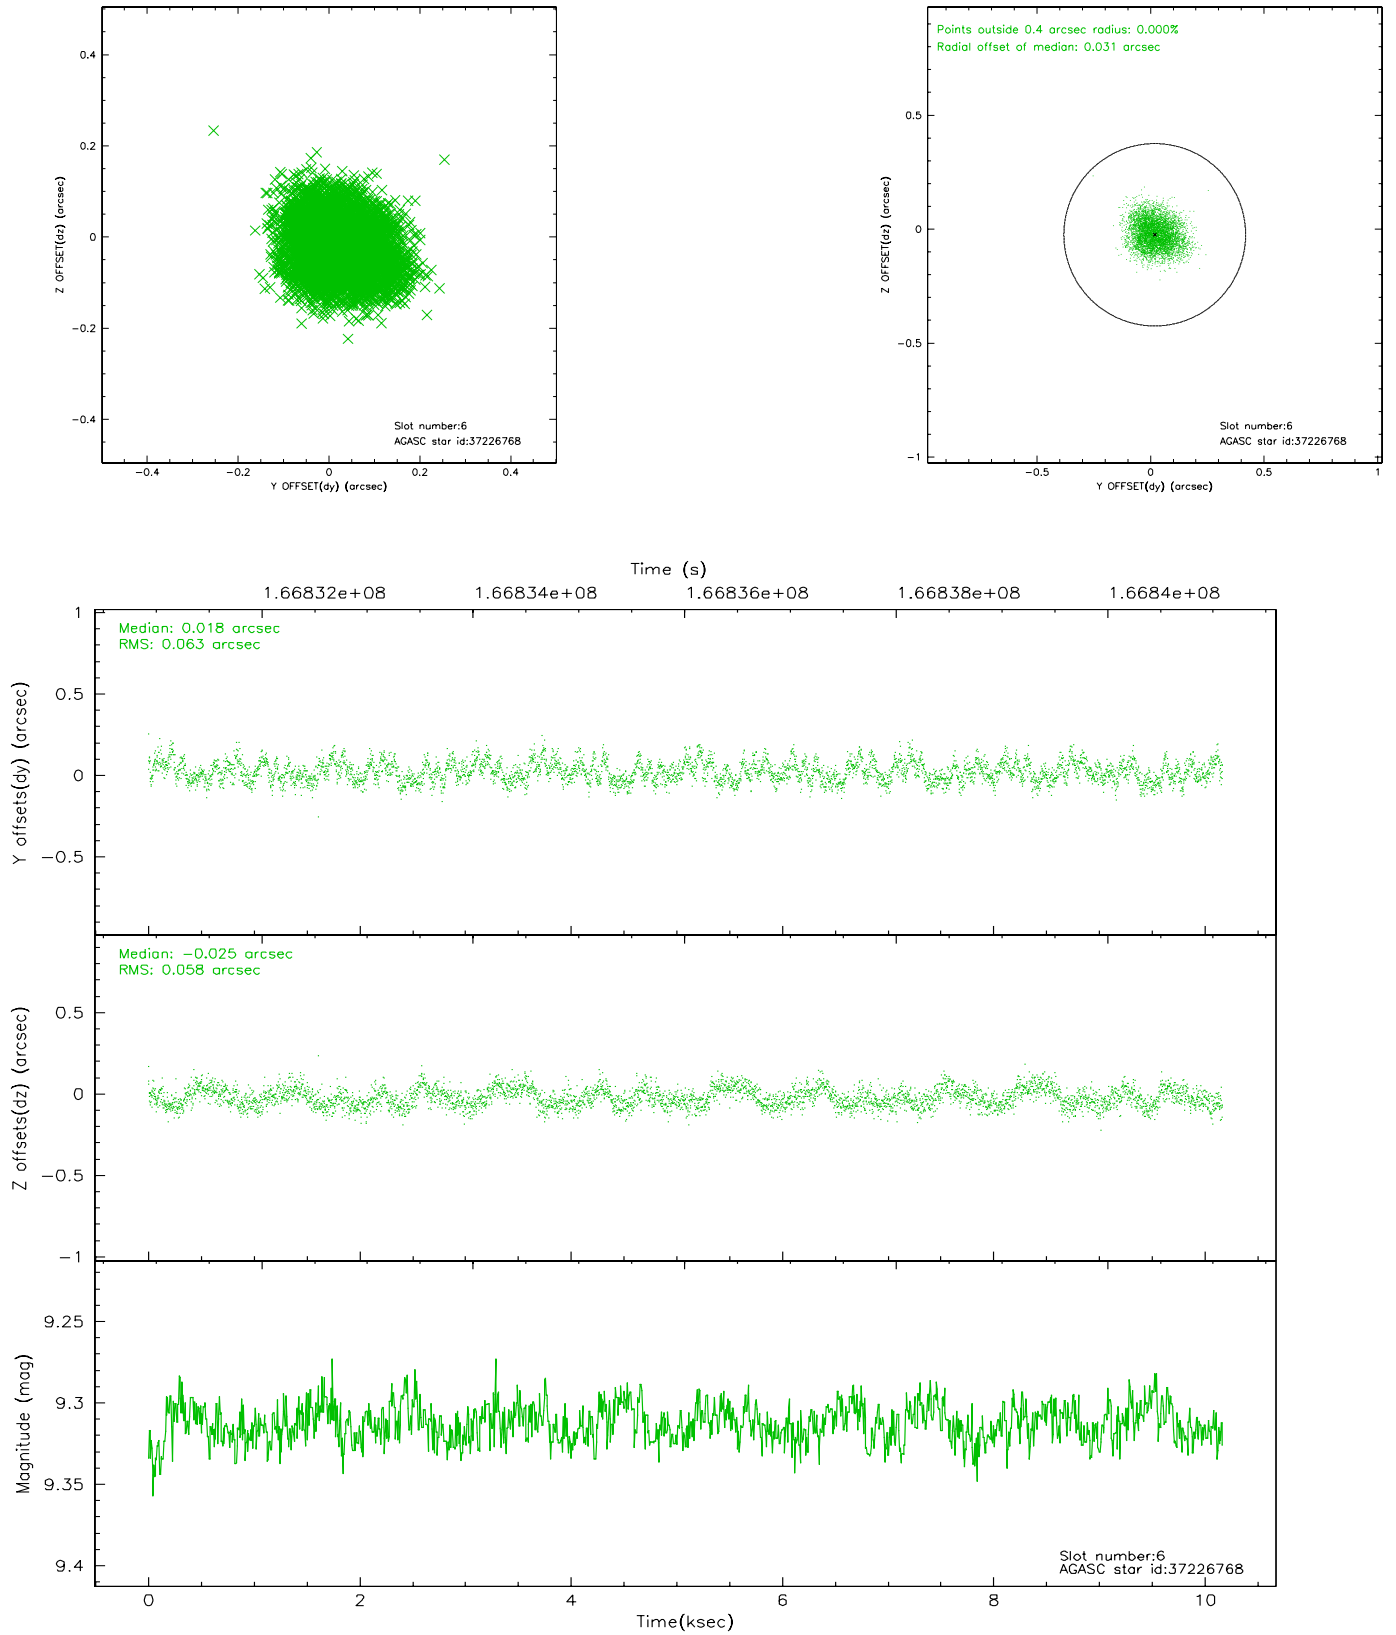 0.4
0.2
0
−0.2
−0.4
Z OFFSET(dz) (arcsec)
Slot number:6
AGASC star id:37226768
−0.4 −0.2 0 0.2 0.4
Y OFFSET(dy) (arcsec)
Points outside 0.4 arcsec radius: 0.000%
Radial offset of median: 0.031 arcsec
0.5
0
−0.5
−1
Z OFFSET(dz) (arcsec)
Slot number:6
AGASC star id:37226768
−0.5 0 0.5 1
Y OFFSET(dy) (arcsec)
Time (s)
1.66832e+08 1.66834e+08 1.66836e+08 1.66838e+08 1.6684e+08
Median: 0.018 arcsec
RMS: 0.063 arcsec
1
0.5
0
−0.5
Y offsets(dy) (arcsec)
Median: −0.025 arcsec
RMS: 0.058 arcsec
0.5
0
−0.5
−1
Z offsets(dz) (arcsec)
9.25
9.3
9.35
9.4
Magnitude (mag)
Slot number:6
AGASC star id:37226768
0 2 4 6 8 10
Time(ksec)